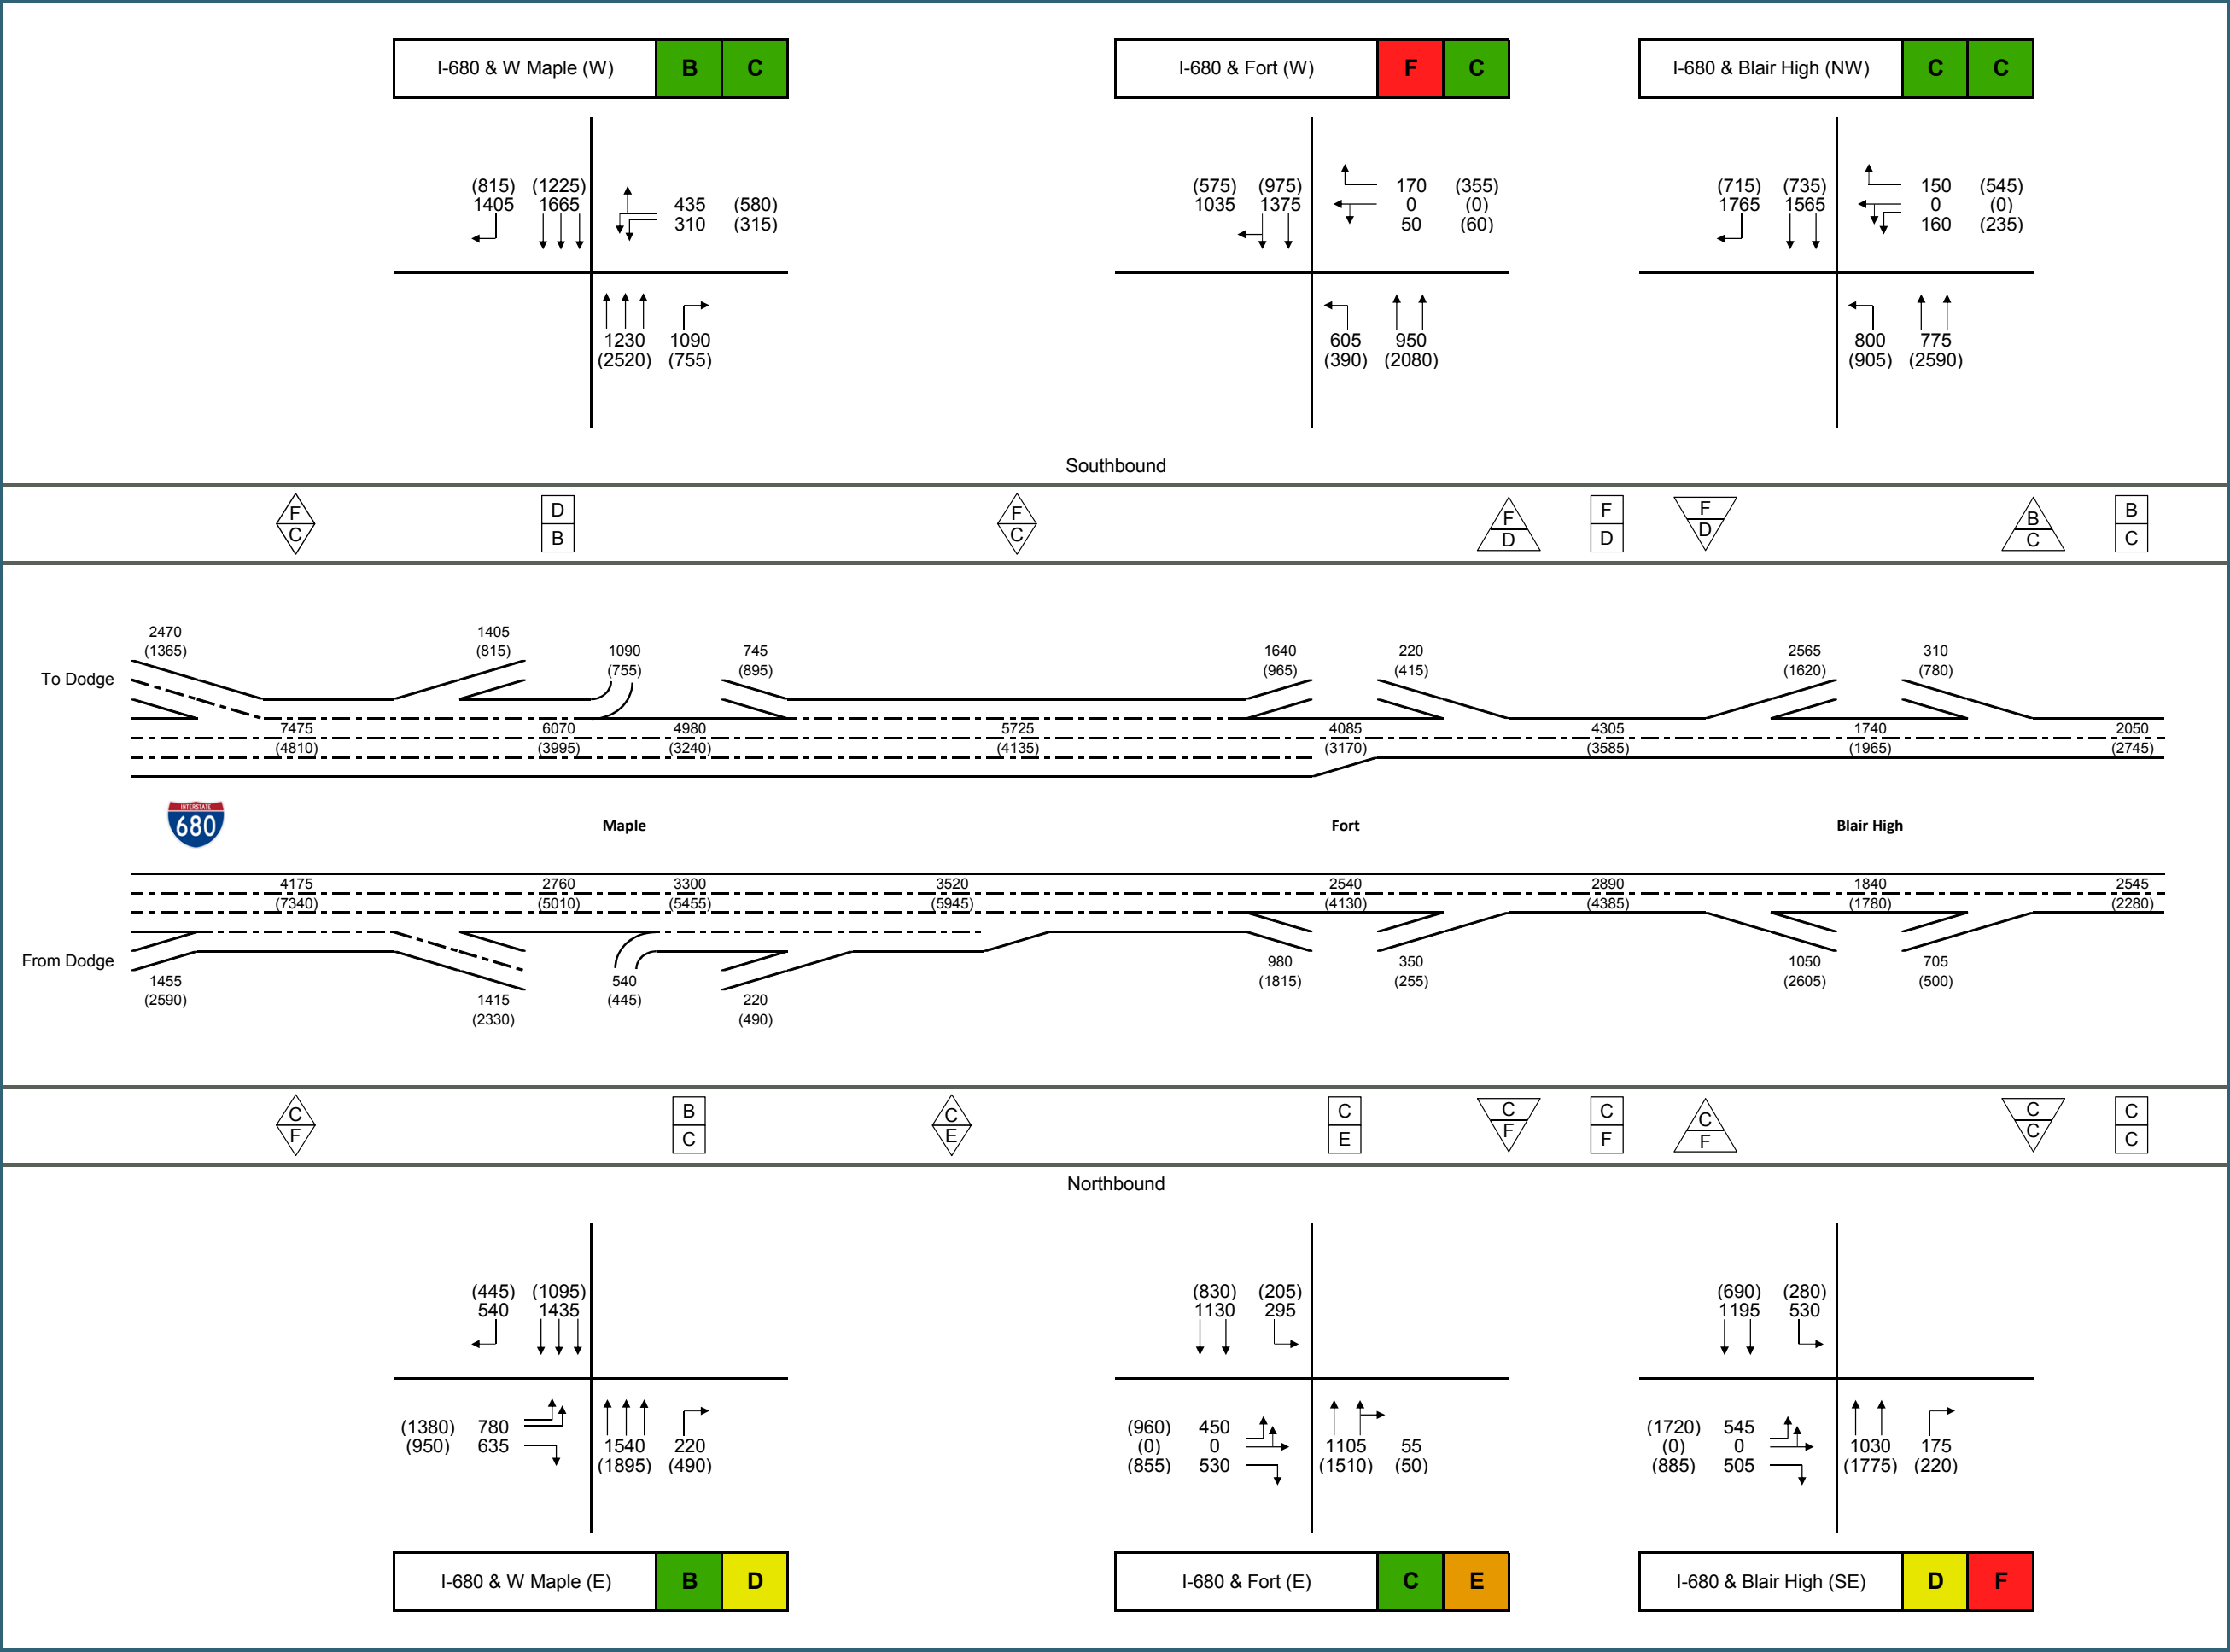 I-680 & W Maple (W) B C
I-680 & Fort (W) F C
I-680 & Blair High (NW) C C
(815) (1225)
1405 1665
435 (580)
310 (315)
1230 1090
(2520) (755)
(575) (975)
1035 1375
170 (355)
0 (0)
50 (60)
605 950
(390) (2080)
(715) (735)
1765 1565
150 (545)
0 (0)
160 (235)
800 775
(905) (2590)
Southbound
F D F F F F B B
C B C D D D C C
2470 1405
(1365) (815)
1090 745 1640 220 2565 310
(755) (895) (965) (415) (1620) (780)
To Dodge
7475 6070 4980 5725 4085 4305 1740 2050
(4810) (3995) (3240) (4135) (3170) (3585) (1965) (2745)
INTERSTATE
680
Maple
Fort
Blair High
4175 2760 3300 3520 2540 2890 1840 2545
(7340) (5010) (5455) (5945) (4130) (4385) (1780) (2280)
From Dodge
980 350 1050 705
(1815) (255) (2605) (500)
1455 540
(2590) (445)
1415 220
(2330) (490)
C B C C C C C C C
F C E E F F F C C
Northbound
(445) (1095)
540 1435
(1380) 780
(950) 635
1540 220
(1895) (490)
(830) (205)
1130 295
(960) 450
(0) 0
(855) 530
1105 55
(1510) (50)
(690) (280)
1195 530
(1720) 545
(0) 0
(885) 505
1030 175
(1775) (220)
I-680 & W Maple (E) B D
I-680 & Fort (E) C E
I-680 & Blair High (SE) D F